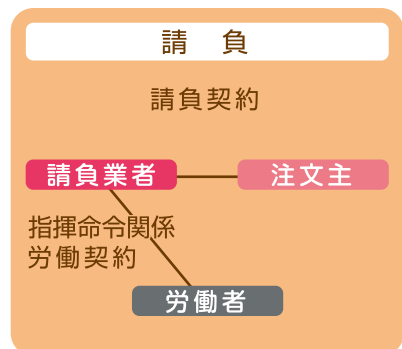 請　負
請負契約
請負業者
注文主
指揮命令関係
労働契約
労働者